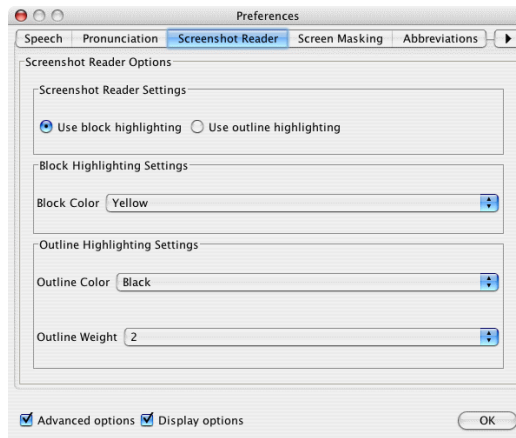 Preferences
Speech Pronunciation Screenshot Reader Screen Masking Abbreviations
Screenshot Reader Options
Screenshot Reader Settings
Use block highlighting Use outline highlighting
Block Highlighting Settings
Block Color Yellow
Outline Highlighting Settings
Outline Color Black
Outline Weight 2
Advanced options Display options OK